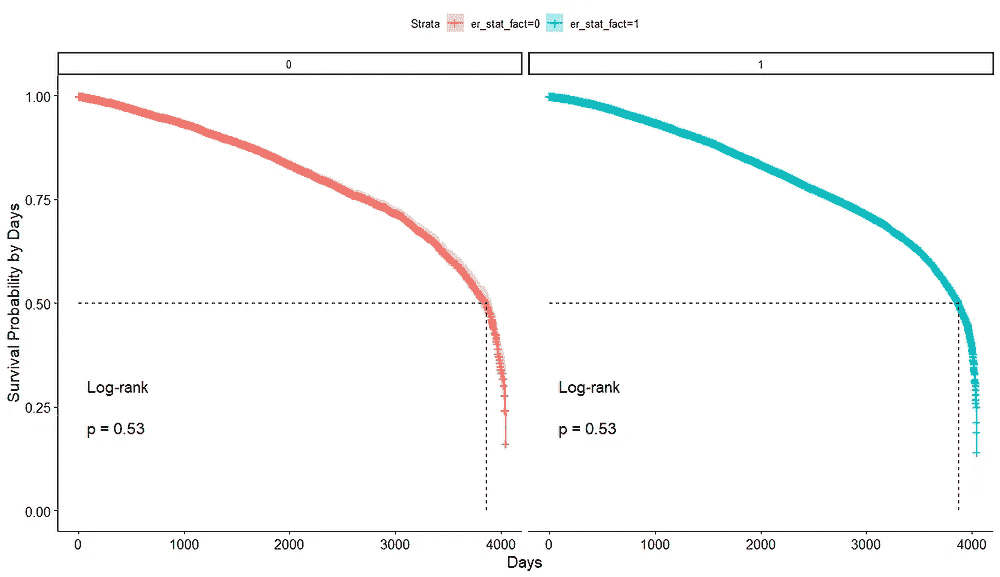 Strata er_stat_fact=0 er_stat_fact=1
0 1
Survival Probability by Days
1.00
0.75
0.50
0.25
0.00
Log-rank
p = 0.53
Log-rank
p = 0.53
0 1000 2000 3000 4000
0 1000 2000 3000 4000
Days